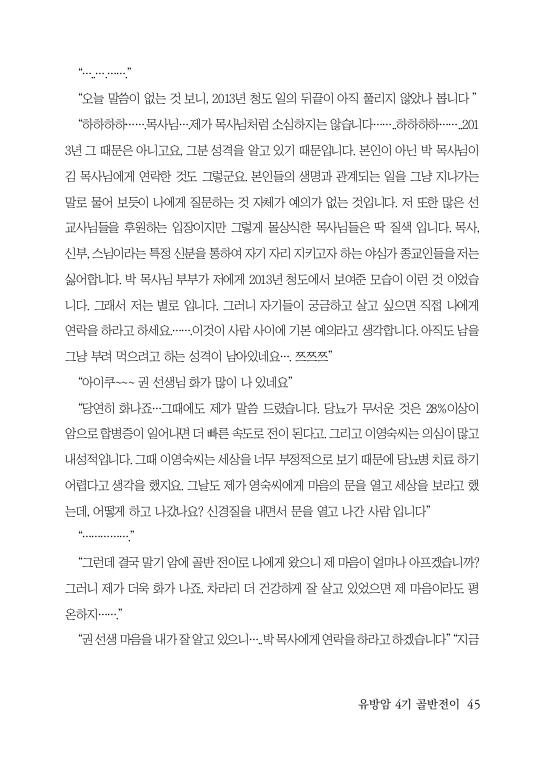 “…..….…….”
“오늘 말씀이 없는 것 보니, 2013년 청도 일의 뒤끝이 아직 풀리지 않았나 봅니다 ”
“하하하하……목사님…제가 목사님처럼 소심하지는 않습니다……..하하하하……..201
3년 그 때문은 아니고요, 그분 성격을 알고 있기 때문입니다. 본인이 아닌 박 목사님이
김 목사님에게 연락한 것도 그렇군요. 본인들의 생명과 관계되는 일을 그냥 지나가는
말로 물어 보듯이 나에게 질문하는 것 자체가 예의가 없는 것입니다. 저 또한 많은 선
교사님들을 후원하는 입장이지만 그렇게 몰상식한 목사님들은 딱 질색 입니다. 목사,
신부, 스님이라는 특정 신분을 통하여 자기 자리 지키고자 하는 야심가 종교인들을 저는
싫어합니다. 박 목사님 부부가 저에게 2013년 청도에서 보여준 모습이 이런 것 이었습
니다. 그래서 저는 별로 입니다. 그러니 자기들이 궁금하고 살고 싶으면 직접 나에게
연락을 하라고 하세요…….이것이 사람 사이에 기본 예의라고 생각합니다. 아직도 남을
그냥 부려 먹으려고 하는 성격이 남아있네요…. 쯔쯔쯔”
“아이쿠~~~ 권 선생님 화가 많이 나 있네요”
“당연히 화나죠…그때에도 제가 말씀 드렸습니다. 당뇨가 무서운 것은 28%이상이
암으로 합병증이 일어나면 더 빠른 속도로 전이 된다고. 그리고 이영숙씨는 의심이 많고
내성적입니다. 그때 이영숙씨는 세상을 너무 부정적으로 보기 때문에 당뇨병 치료 하기
어렵다고 생각을 했지요. 그날도 제가 영숙씨에게 마음의 문을 열고 세상을 보라고 했
는데, 어떻게 하고 나갔나요? 신경질을 내면서 문을 열고 나간 사람 입니다”
“…………….”
“그런데 결국 말기 암에 골반 전이로 나에게 왔으니 제 마음이 얼마나 아프겠습니까?
그러니 제가 더욱 화가 나죠. 차라리 더 건강하게 잘 살고 있었으면 제 마음이라도 평
온하지…….”
“권 선생 마음을 내가 잘 알고 있으니…..박 목사에게 연락을 하라고 하겠습니다” “지금
유방암 4기 골반전이 45